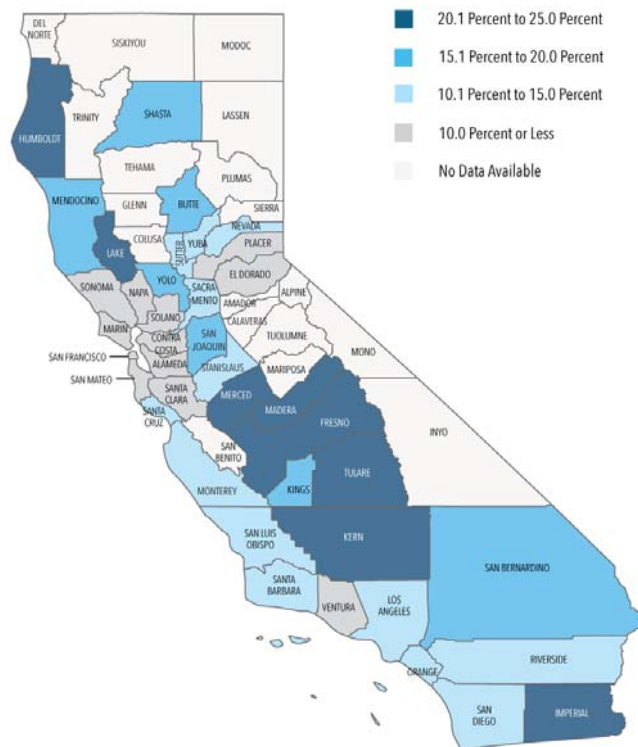 20.1 Percent to 25.0 Percent
15.1 Percent to 20.0 Percent
10.1 Percent to 15.0 Percent
10.0 Percent or Less
No Data Available
DEL
NORTE
SISKIYOU
MODOC
HUMBOLDT
TRINITY
SHASTA
LASSEN
TEHAMA
PLUMAS
MENDOCINO
GLENN
BUTTE
SIERRA
LAKE
COLUSA
SUTTER
YUBA
NEVADA
PLACER
SONOMA
NAPA
YOLO
SACRA
MENTO
EL DORADO
SOLANO
AMADOR
ALPINE
MARIN
CONTRA
COSTA
SAN
JOAQUIN
CALAVERAS
TUOLUMNE
MONO
SAN FRANCISCO
ALAMEDA
STANISLAUS
MARIPOSA
SAN MATEO
SANTA
CLARA
MERCED
MADERA
SANTA
CRUZ
FRESNO
INYO
SAN
BENITO
TULARE
MONTEREY
KINGS
SAN LUIS
OBISPO
KERN
SAN BERNARDINO
SANTA
BARBARA
VENTURA
LOS
ANGELES
ORANGE
RIVERSIDE
SAN
DIEGO
IMPERIAL